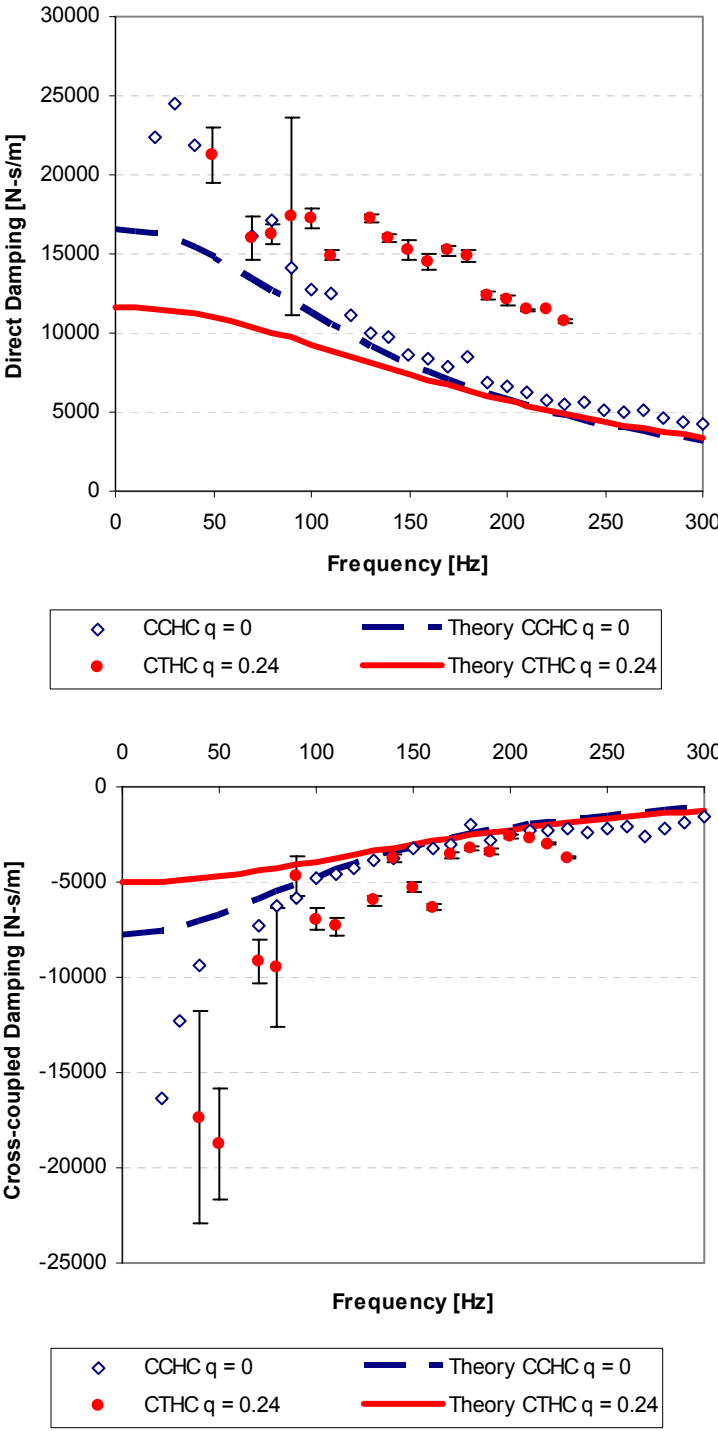 30000
25000
20000
15000
10000
5000
0
Direct Damping [N-s/m]
0 50 100 150 200 250 300
Frequency [Hz]
CCHC q = 0 Theory CCHC q = 0
CTHC q = 0.24 Theory CTHC q = 0.24
0 50 100 150 200 250 300
0
-5000
-10000
-15000
-20000
-25000
Cross-coupled Damping [N-s/m]
Frequency [Hz]
CCHC q = 0 Theory CCHC q = 0
CTHC q = 0.24 Theory CTHC q = 0.24